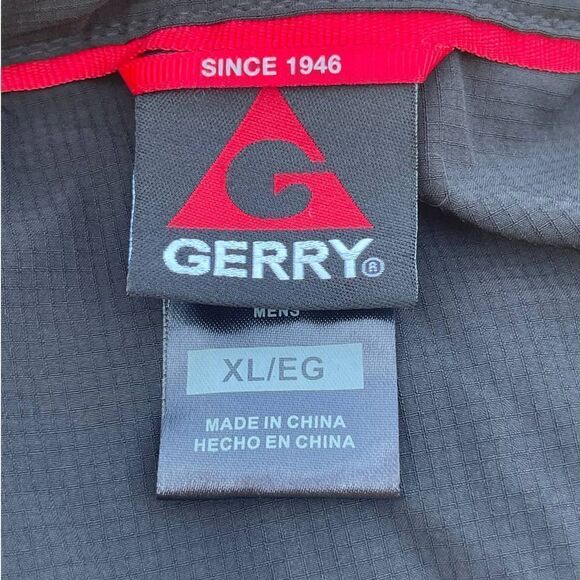 SINCE 1946
G
GERRY®
MENS
XL/EG
MADE IN CHINA
HECHO EN CHINA